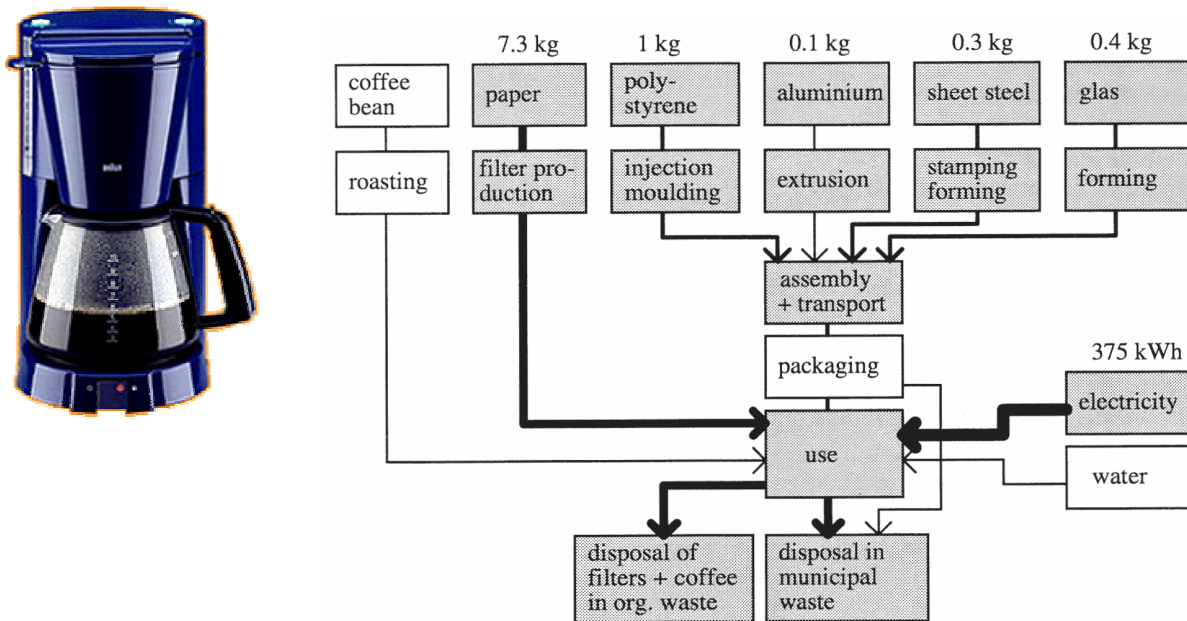 7.3 kg
1 kg
0.1 kg
0.3 kg
0.4 kg
coffee
bean
paper
poly-
styrene
aluminium
sheet steel
glas
roasting
filter pro-
duction
injection
moulding
extrusion
stamping
forming
forming
assembly
+ transport
packaging
375 kWh
electricity
use
water
disposal of
filters + coffee
in org. waste
disposal in
municipal
waste